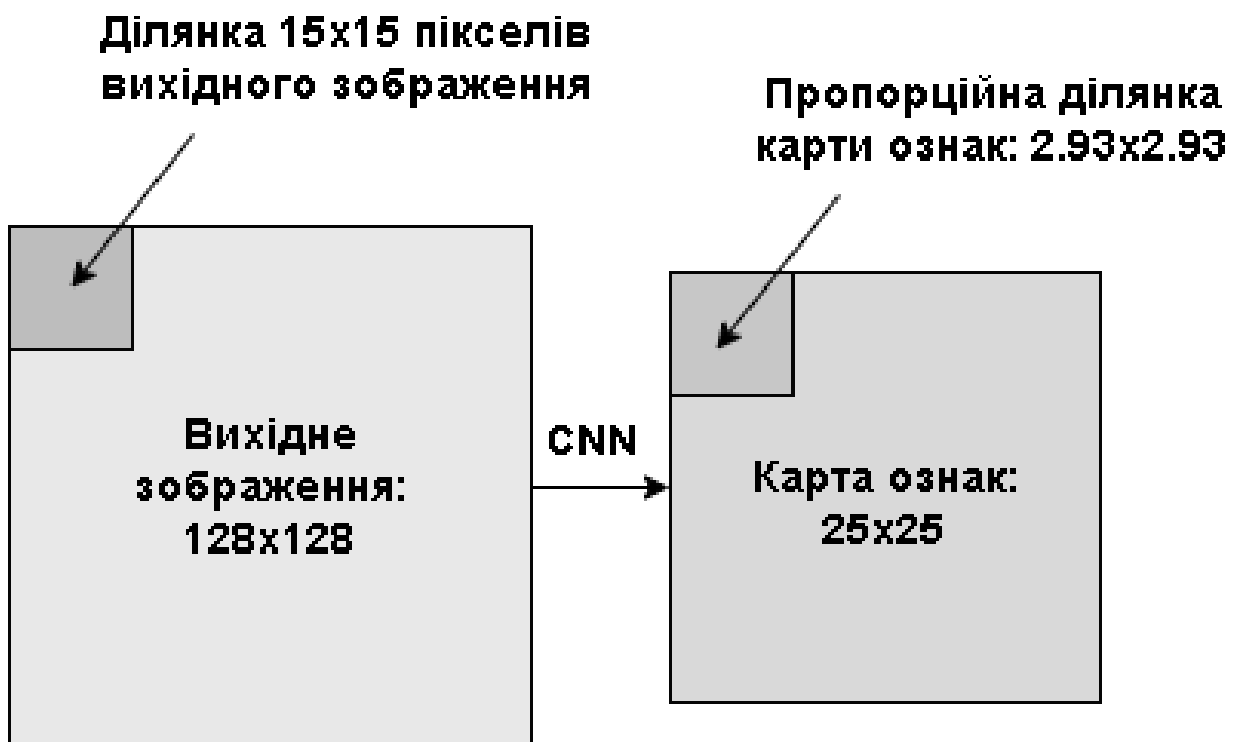 Ділянка 15x15 пікселів
вихідного зображення
Пропорційна ділянка
карти ознак: 2.93x2.93
Вихідне
зображення:
128x128
CNN
Карта ознак:
25x25